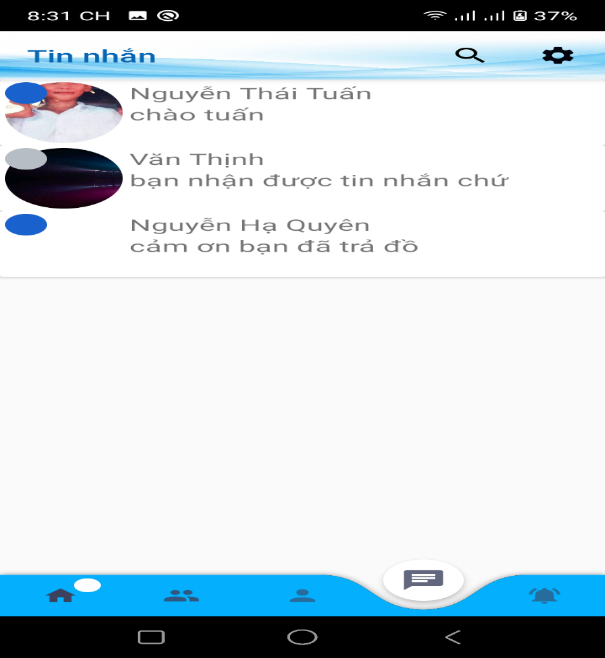 8:31 CH
37%
Tin nhắn
Nguyễn Thái Tuấn
chào tuấn
Văn Thịnh
bạn nhận được tin nhắn chứ
Nguyễn Hạ Quyên
cảm ơn bạn đã trả đồ